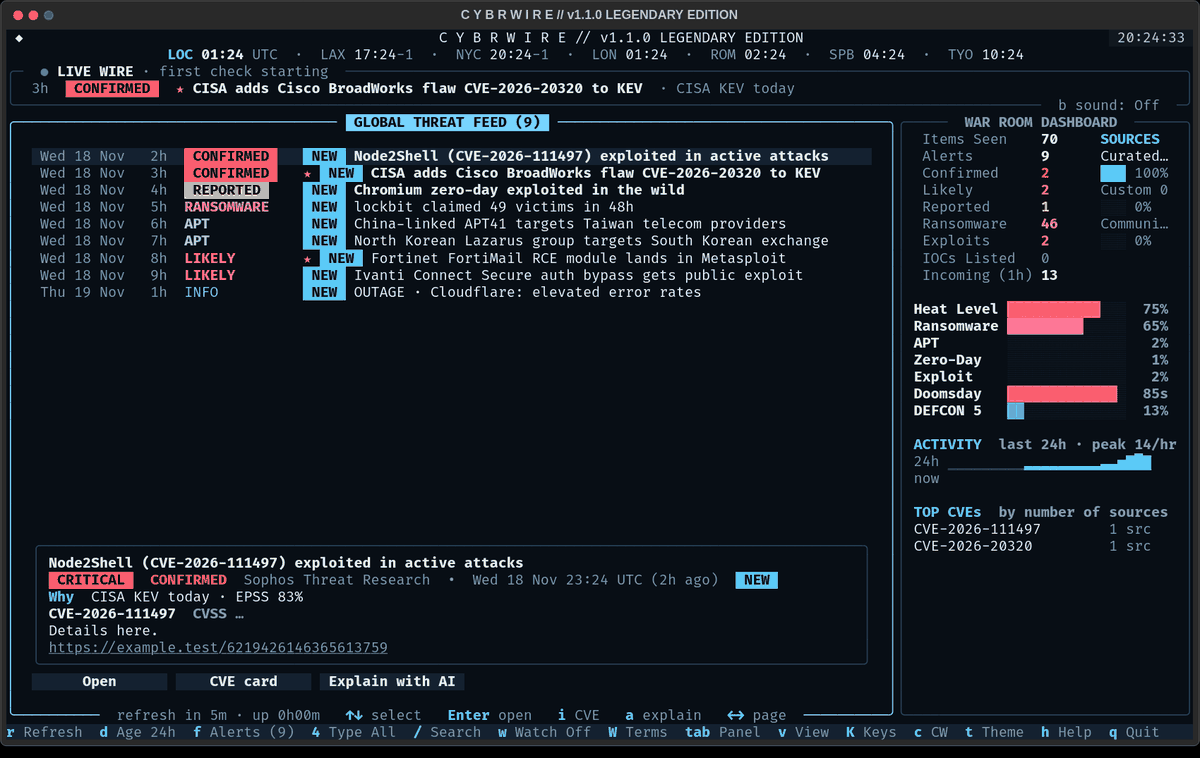 C Y B R W I R E // v1.1.0 LEGENDARY EDITION
C Y B R W I R E // v1.1.0 LEGENDARY EDITION 20:24:33
LOC 01:24 UTC · LAX 17:24-1 · NYC 20:24-1 · LON 01:24 · ROM 02:24 · SPB 04:24 · TYO 10:24
● LIVE WIRE · first check starting
3h CONFIRMED ★ CISA adds Cisco BroadWorks flaw CVE-2026-20320 to KEV · CISA KEV today
b sound: Off
GLOBAL THREAT FEED (9)
Wed 18 Nov 2h CONFIRMED NEW Node2Shell (CVE-2026-111497) exploited in active attacks
Wed 18 Nov 3h CONFIRMED ★ NEW CISA adds Cisco BroadWorks flaw CVE-2026-20320 to KEV
Wed 18 Nov 4h REPORTED NEW Chromium zero-day exploited in the wild
Wed 18 Nov 5h RANSOMWARE NEW lockbit claimed 49 victims in 48h
Wed 18 Nov 6h APT NEW China-linked APT41 targets Taiwan telecom providers
Wed 18 Nov 7h APT NEW North Korean Lazarus group targets South Korean exchange
Wed 18 Nov 8h LIKELY ★ NEW Fortinet FortiMail RCE module lands in Metasploit
Wed 18 Nov 9h LIKELY NEW Ivanti Connect Secure auth bypass gets public exploit
Thu 19 Nov 1h INFO NEW OUTAGE · Cloudflare: elevated error rates
Node2Shell (CVE-2026-111497) exploited in active attacks
CRITICAL CONFIRMED Sophos Threat Research · Wed 18 Nov 23:24 UTC (2h ago) NEW
Why CISA KEV today · EPSS 83%
CVE-2026-111497 CVSS …
Details here.
https://example.test/6219426146365613759
Open CVE card Explain with AI
refresh in 5m · up 0h00m ↑↓ select Enter open i CVE a explain ↔ page
WAR ROOM DASHBOARD
Items Seen 70 SOURCES
Alerts 9 Curated…
Confirmed 2 100%
Likely 2 Custom 0
Reported 1 0%
Ransomware 46 Communi…
Exploits 2 0%
IOCs Listed 0
Incoming (1h) 13
Heat Level 75%
Ransomware 65%
APT 2%
Zero-Day 1%
Exploit 2%
Doomsday 85s
DEFCON 5 13%
ACTIVITY last 24h · peak 14/hr
24h
now
TOP CVEs by number of sources
CVE-2026-111497 1 src
CVE-2026-20320 1 src
r Refresh d Age 24h f Alerts (9) 4 Type All / Search w Watch Off W Terms tab Panel v View K Keys c CW t Theme h Help q Quit